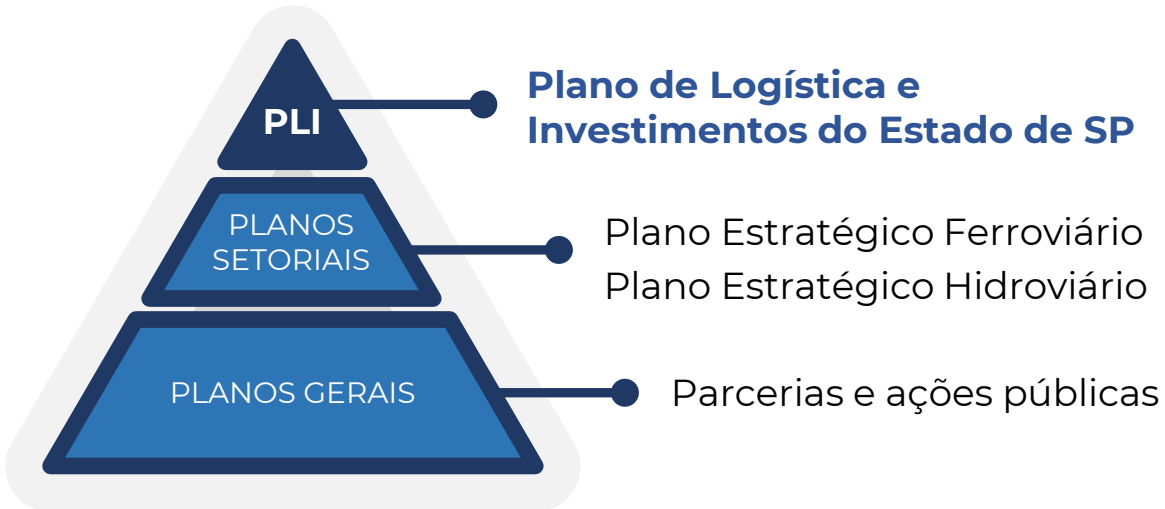 PLI
Plano de Logística e
Investimentos do Estado de SP
PLANOS
SETORIAIS
Plano Estratégico Ferroviário
Plano Estratégico Hidroviário
PLANOS GERAIS
Parcerias e ações públicas